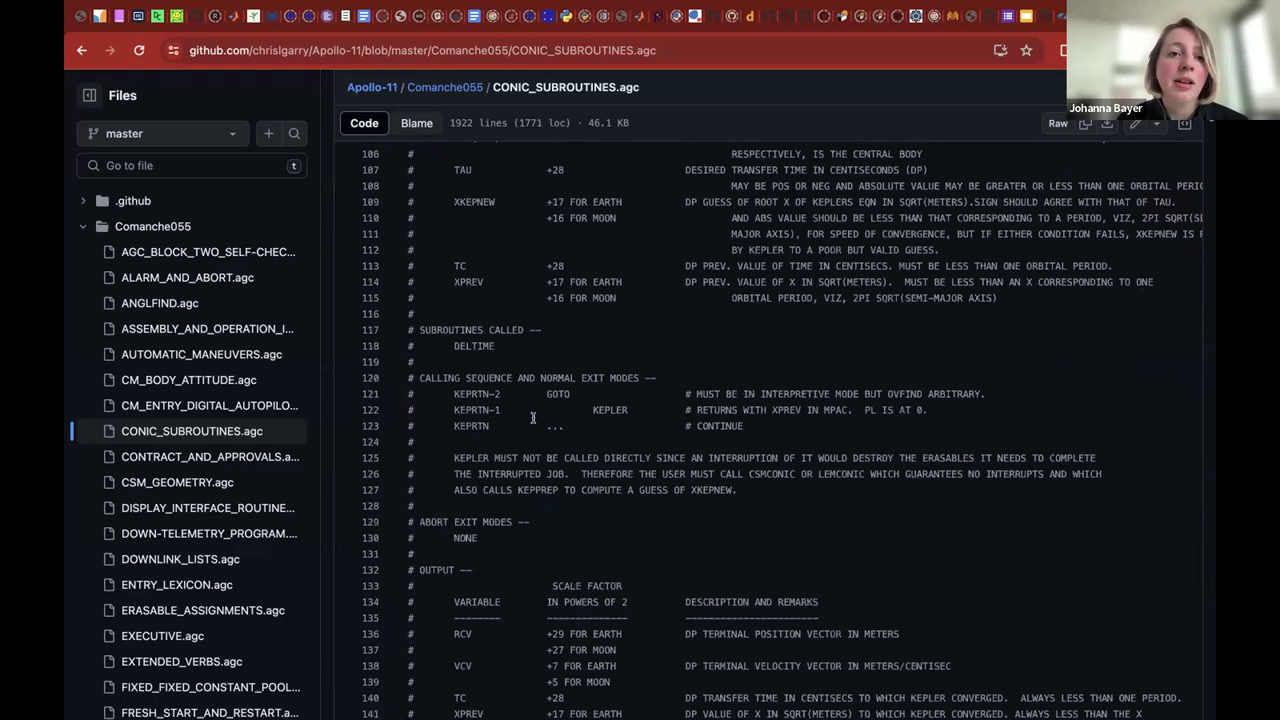 github.com/chrislgarry/Apollo-11/blob/master/Comanche055/CONIC_SUBROUTINES.agc
Johanna Bayer
Files
master
Go to file
t
.github
Comanche055
AGC_BLOCK_TWO_SELF-CHEC...
ALARM_AND_ABORT.agc
ANGLFIND.agc
ASSEMBLY_AND_OPERATION_I...
AUTOMATIC_MANEUVERS.agc
CM_BODY_ATTITUDE.agc
CM_ENTRY_DIGITAL_AUTOPILO...
CONIC_SUBROUTINES.agc
CONTRACT_AND_APPROVALS.a...
CSM_GEOMETRY.agc
DISPLAY_INTERFACE_ROUTINE...
DOWN-TELEMETRY_PROGRAM....
DOWNLINK_LISTS.agc
ENTRY_LEXICON.agc
ERASABLE_ASSIGNMENTS.agc
EXECUTIVE.agc
EXTENDED_VERBS.agc
FIXED_FIXED_CONSTANT_POOL...
FRESH_START_AND_RESTART.a...
Apollo-11 / Comanche055 / CONIC_SUBROUTINES.agc
Code Blame 1922 lines (1771 loc) · 46.1 KB Raw
106 # RESPECTIVELY, IS THE CENTRAL BODY
107 # TAU +28 DESIRED TRANSFER TIME IN CENTISECONDS (DP)
108 # MAY BE POS OR NEG AND ABSOLUTE VALUE MAY BE GREATER OR LESS THAN ONE ORBITAL
109 # XKEPNEW +17 FOR EARTH DP GUESS OF ROOT X OF KEPLERS EQN IN SQRT(METERS).SIGN SHOULD AGREE WITH THAT OF TAU.
110 # +16 FOR MOON AND ABS VALUE SHOULD BE LESS THAN THAT CORRESPONDING TO A PERIOD, VIZ, 2PI
111 # MAJOR AXIS), FOR SPEED OF CONVERGENCE, BUT IF EITHER CONDITION FAILS, XKEPNEW IS
112 # BY KEPLER TO A POOR BUT VALID GUESS.
113 # TC +28 DP PREV. VALUE OF TIME IN CENTISECS. MUST BE LESS THAN ONE ORBITAL PERIOD.
114 # XPREV +17 FOR EARTH DP PREV. VALUE OF X IN SQRT(METERS). MUST BE LESS THAN AN X CORRESPONDING TO ONE
115 # +16 FOR MOON ORBITAL PERIOD, VIZ, 2PI SQRT(SEMI-MAJOR AXIS)
116 #
117 # SUBROUTINES CALLED --
118 # DELTIME
119 #
120 # CALLING SEQUENCE AND NORMAL EXIT MODES --
121 # KEPRTN-2 GOTO # MUST BE IN INTERPRETIVE MODE BUT OVFIND ARBITRARY.
122 # KEPRTN-1 KEPLER # RETURNS WITH XPREV IN MPAC. PL IS AT 0.
123 # KEPRTN ... # CONTINUE
124 #
125 # KEPLER MUST NOT BE CALLED DIRECTLY SINCE AN INTERRUPTION OF IT WOULD DESTROY THE ERASABLES IT NEEDS TO COMPLETE
126 # THE INTERRUPTED JOB. THEREFORE THE USER MUST CALL CSMCONIC OR LEMCONIC WHICH GUARANTEES NO INTERRUPTS AND WHICH
127 # ALSO CALLS KEPPREP TO COMPUTE A GUESS OF XKEPNEW.
128 #
129 # ABORT EXIT MODES --
130 # NONE
131 #
132 # OUTPUT --
133 # SCALE FACTOR
134 # VARIABLE IN POWERS OF 2 DESCRIPTION AND REMARKS
135 # -------- -------------- -----------------------
136 # RCV +29 FOR EARTH DP TERMINAL POSITION VECTOR IN METERS
137 # +27 FOR MOON
138 # VCV +7 FOR EARTH DP TERMINAL VELOCITY VECTOR IN METERS/CENTISEC
139 # +5 FOR MOON
140 # TC +28 DP TRANSFER TIME IN CENTISECS TO WHICH KEPLER CONVERGED. ALWAYS LESS THAN ONE PERIOD.
141 # XPREV +17 FOR EARTH DP VALUE OF X IN SQRT(METERS) TO WHICH KEPLER CONVERGED. ALWAYS LESS THAN THE X